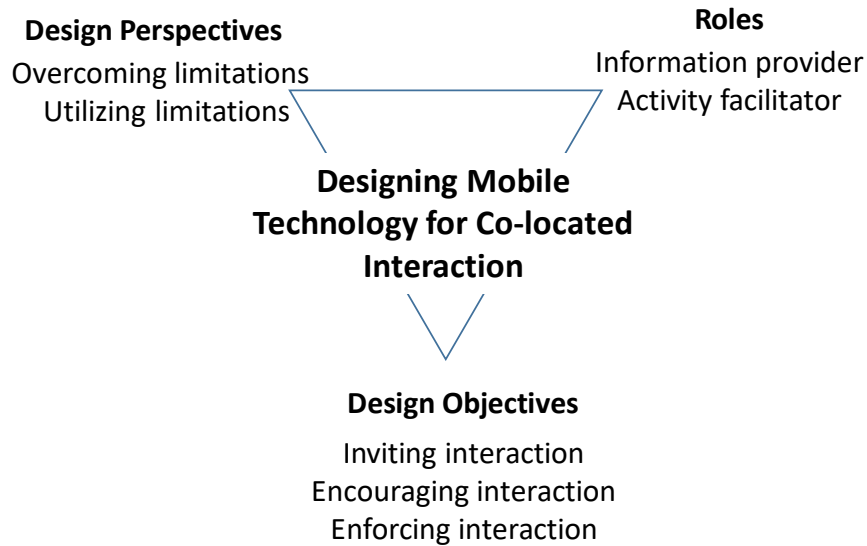 Design Perspectives
Overcoming limitations
Utilizing limitations
Roles
Information provider
Activity facilitator
Designing Mobile
Technology for Co-located
Interaction
Design Objectives
Inviting interaction
Encouraging interaction
Enforcing interaction